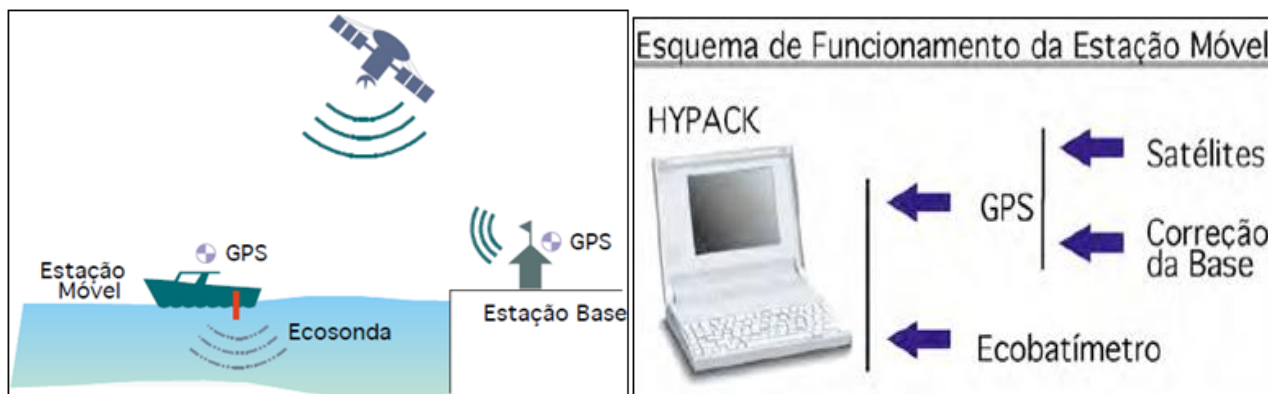 GPS
GPS
Estação
Móvel
Ecosonda
Estação Base
Esquema de Funcionamento da Estação Móvel
HYPACK
Satélites
GPS
Correção
da Base
Ecobatímetro